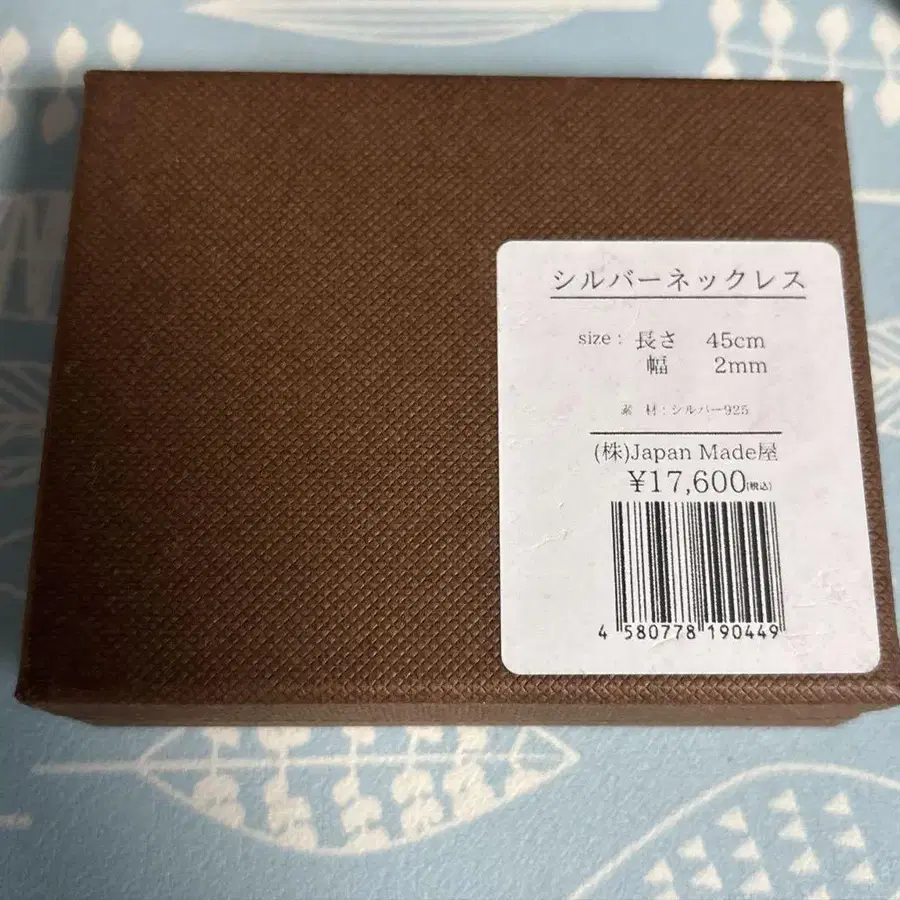 シルバーネックレス
size : 長さ 45cm
幅 2mm
素 材 : シルバー925
(株)Japan Made屋
¥17,600(税込)
4 580778 190449